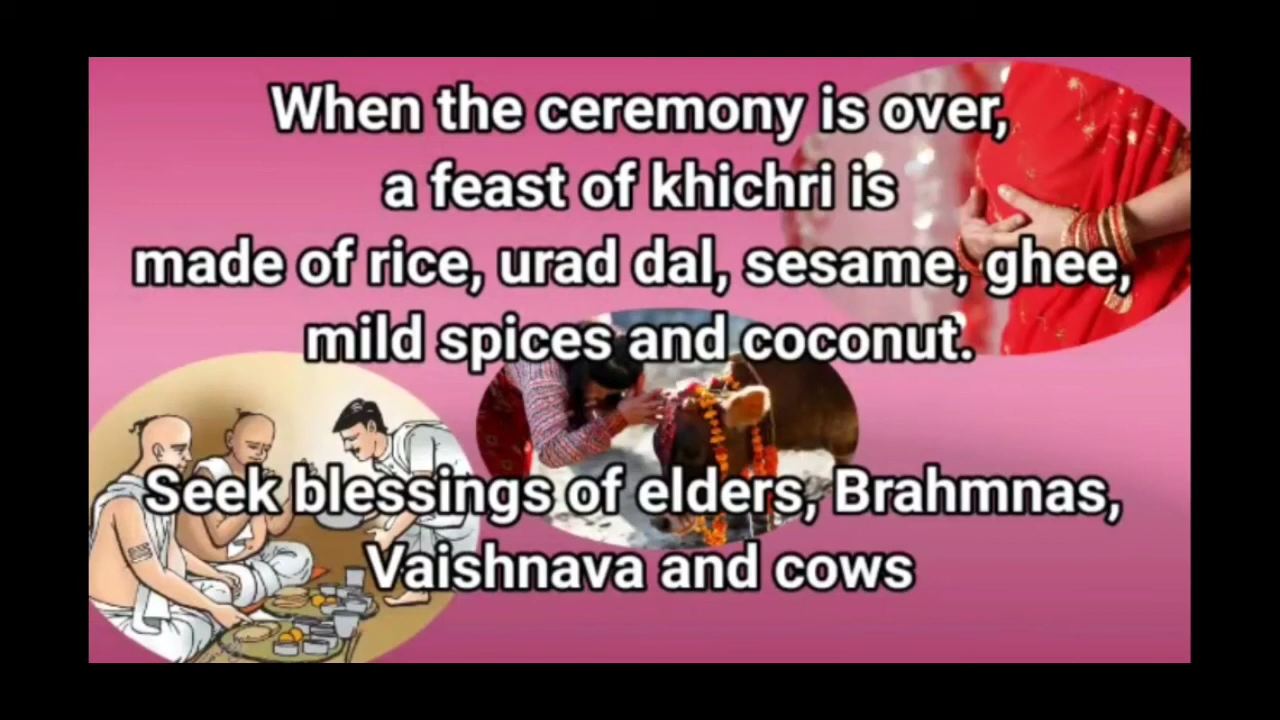 When the ceremony is over,
a feast of khichri is
made of rice, urad dal, sesame, ghee,
mild spices and coconut.
Seek blessings of elders, Brahmnas,
Vaishnava and cows